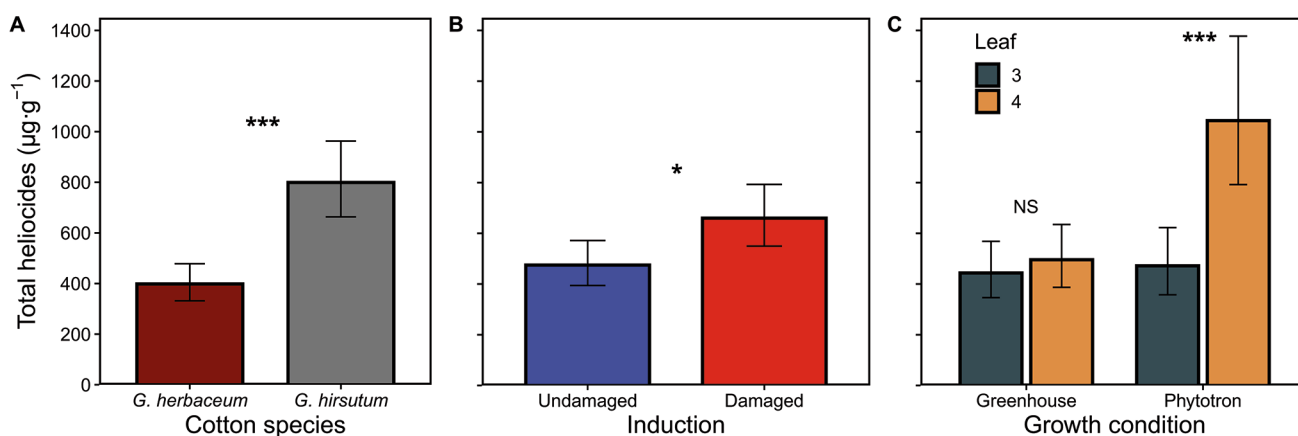 A
B
C
Total heliocides (µg·g⁻¹)
1400
1200
1000
800
600
400
200
0
***
G. herbaceum
G. hirsutum
Cotton species
*
Undamaged
Damaged
Induction
Leaf
3
4
***
NS
Greenhouse
Phytotron
Growth condition